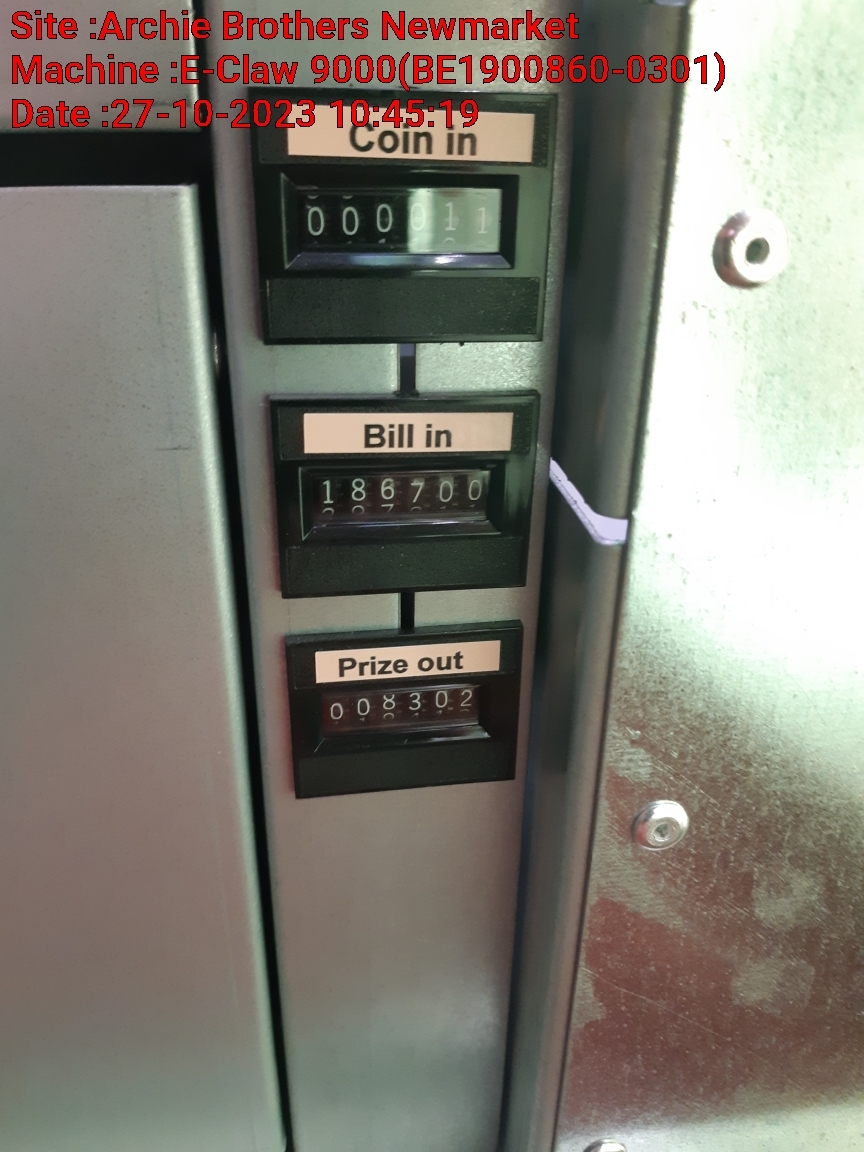 Site :Archie Brothers Newmarket
Machine :E-Claw 9000(BE1900860-0301)
Date :27-10-2023 10:45:19
Coin in
000011
Bill in
186700
Prize out
008302